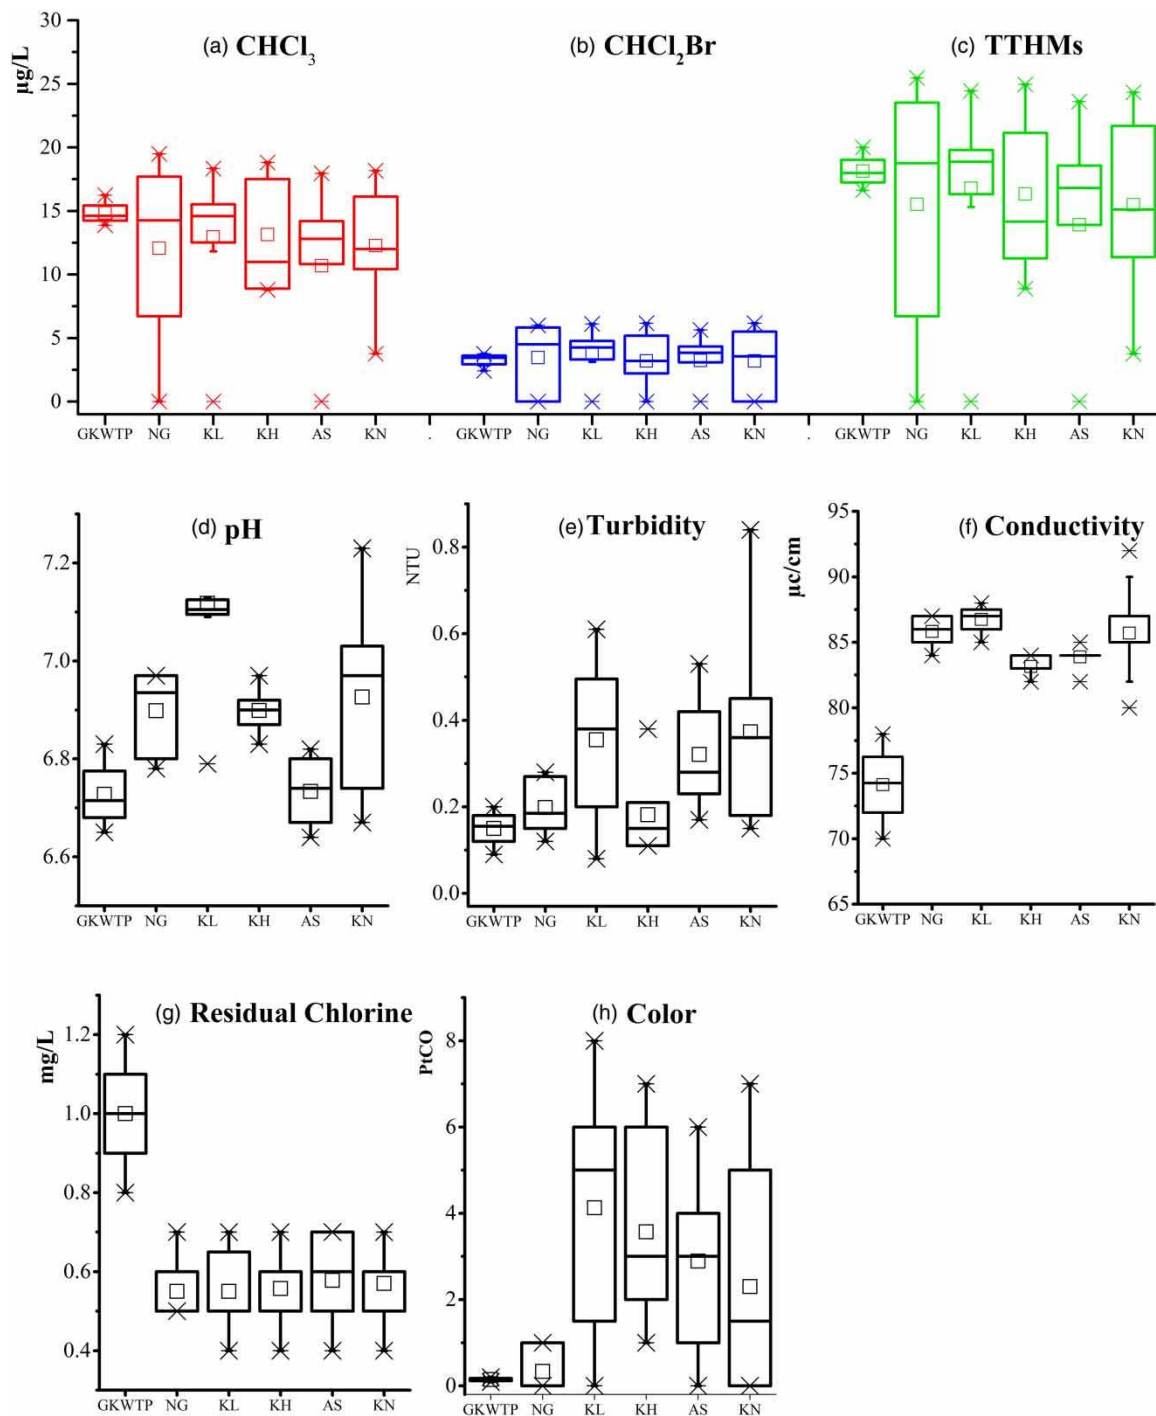 (a) CHCl₃
(b) CHCl₂Br
(c) TTHMs
µg/L
30
25
20
15
10
5
0
GKWTP NG KL KH AS KN . GKWTP NG KL KH AS KN . GKWTP NG KL KH AS KN
(d) pH
7.2
7.0
6.8
6.6
GKWTP NG KL KH AS KN
(e) Turbidity
NTU
0.8
0.6
0.4
0.2
0.0
GKWTP NG KL KH AS KN
(f) Conductivity
µc/cm
95
90
85
80
75
70
65
GKWTP NG KL KH AS KN
(g) Residual Chlorine
mg/L
1.2
1.0
0.8
0.6
0.4
GKWTP NG KL KH AS KN
(h) Color
PtCO
8
6
4
2
0
GKWTP NG KL KH AS KN